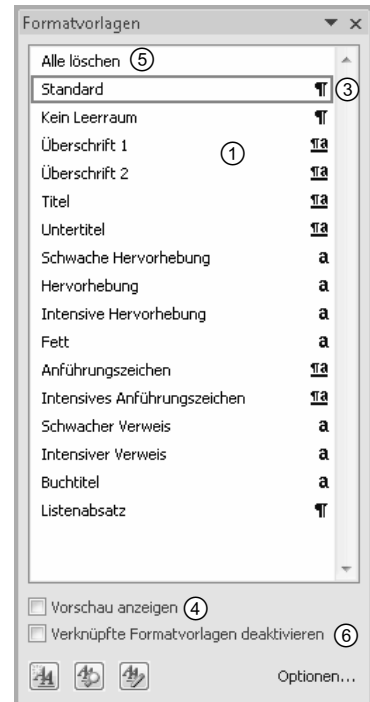 Formatvorlagen
Alle löschen ⑤
Standard ¶ ③
Kein Leerraum ¶
Überschrift 1 ① ¶a
Überschrift 2 ¶a
Titel ¶a
Untertitel ¶a
Schwache Hervorhebung a
Hervorhebung a
Intensive Hervorhebung a
Fett a
Anführungszeichen ¶a
Intensives Anführungszeichen ¶a
Schwacher Verweis a
Intensiver Verweis a
Buchtitel a
Listenabsatz ¶
Vorschau anzeigen ④
Verknüpfte Formatvorlagen deaktivieren ⑥
Optionen...